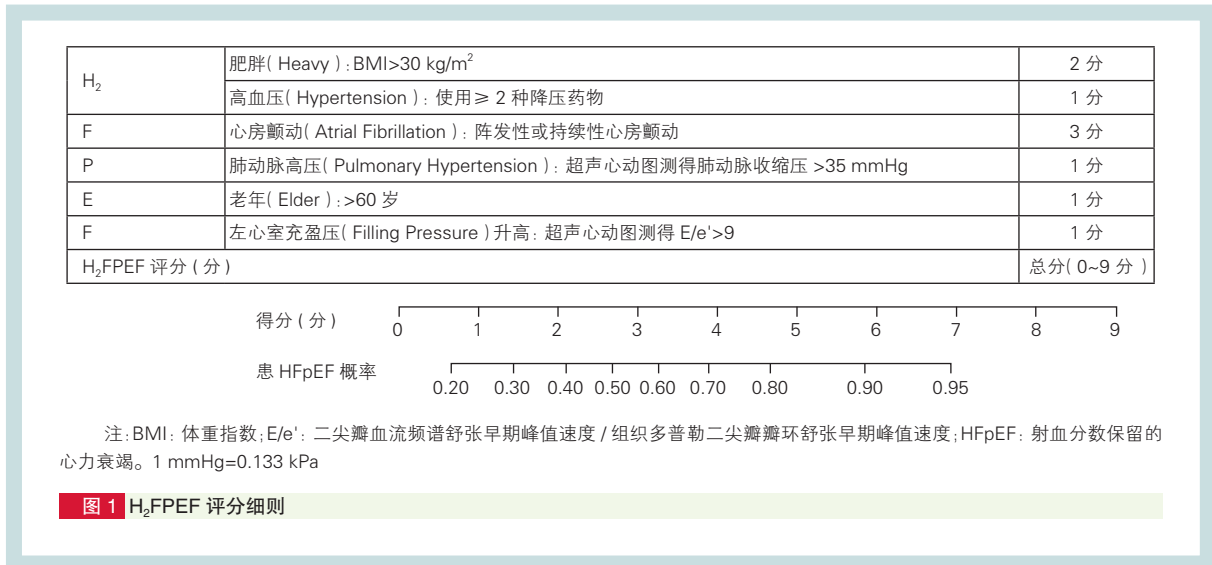 H₂ 肥胖( Heavy ):BMI>30 kg/m² 2 分
高血压( Hypertension ): 使用≥ 2 种降压药物 1 分
F 心房颤动( Atrial Fibrillation ): 阵发性或持续性心房颤动 3 分
P 肺动脉高压( Pulmonary Hypertension ): 超声心动图测得肺动脉收缩压 >35 mmHg 1 分
E 老年( Elder ):>60 岁 1 分
F 左心室充盈压( Filling Pressure )升高: 超声心动图测得 E/e'>9 1 分
H₂FPEF 评分 ( 分 ) 总分( 0~9 分 )
得分 ( 分 ) 0 1 2 3 4 5 6 7 8 9
患 HFpEF 概率 0.20 0.30 0.40 0.50 0.60 0.70 0.80 0.90 0.95
注:BMI: 体重指数;E/e': 二尖瓣血流频谱舒张早期峰值速度 / 组织多普勒二尖瓣瓣环舒张早期峰值速度;HFpEF: 射血分数保留的
心力衰竭。1 mmHg=0.133 kPa
图 1 H₂FPEF 评分细则